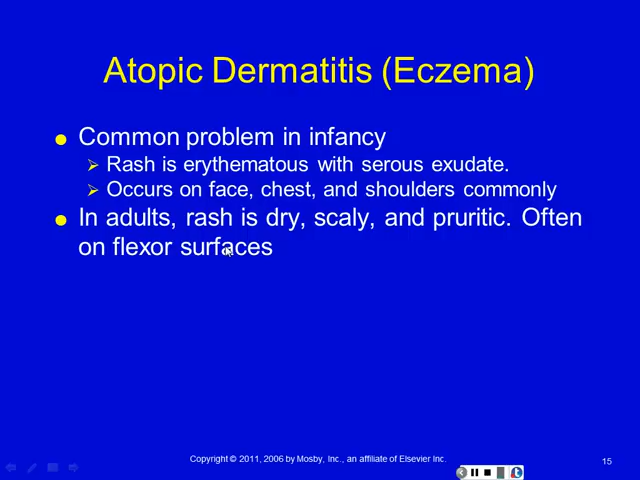 Atopic Dermatitis (Eczema)
Common problem in infancy
Rash is erythematous with serous exudate.
Occurs on face, chest, and shoulders commonly
In adults, rash is dry, scaly, and pruritic. Often
on flexor surfaces
Copyright © 2011, 2006 by Mosby, Inc., an affiliate of Elsevier Inc.
15